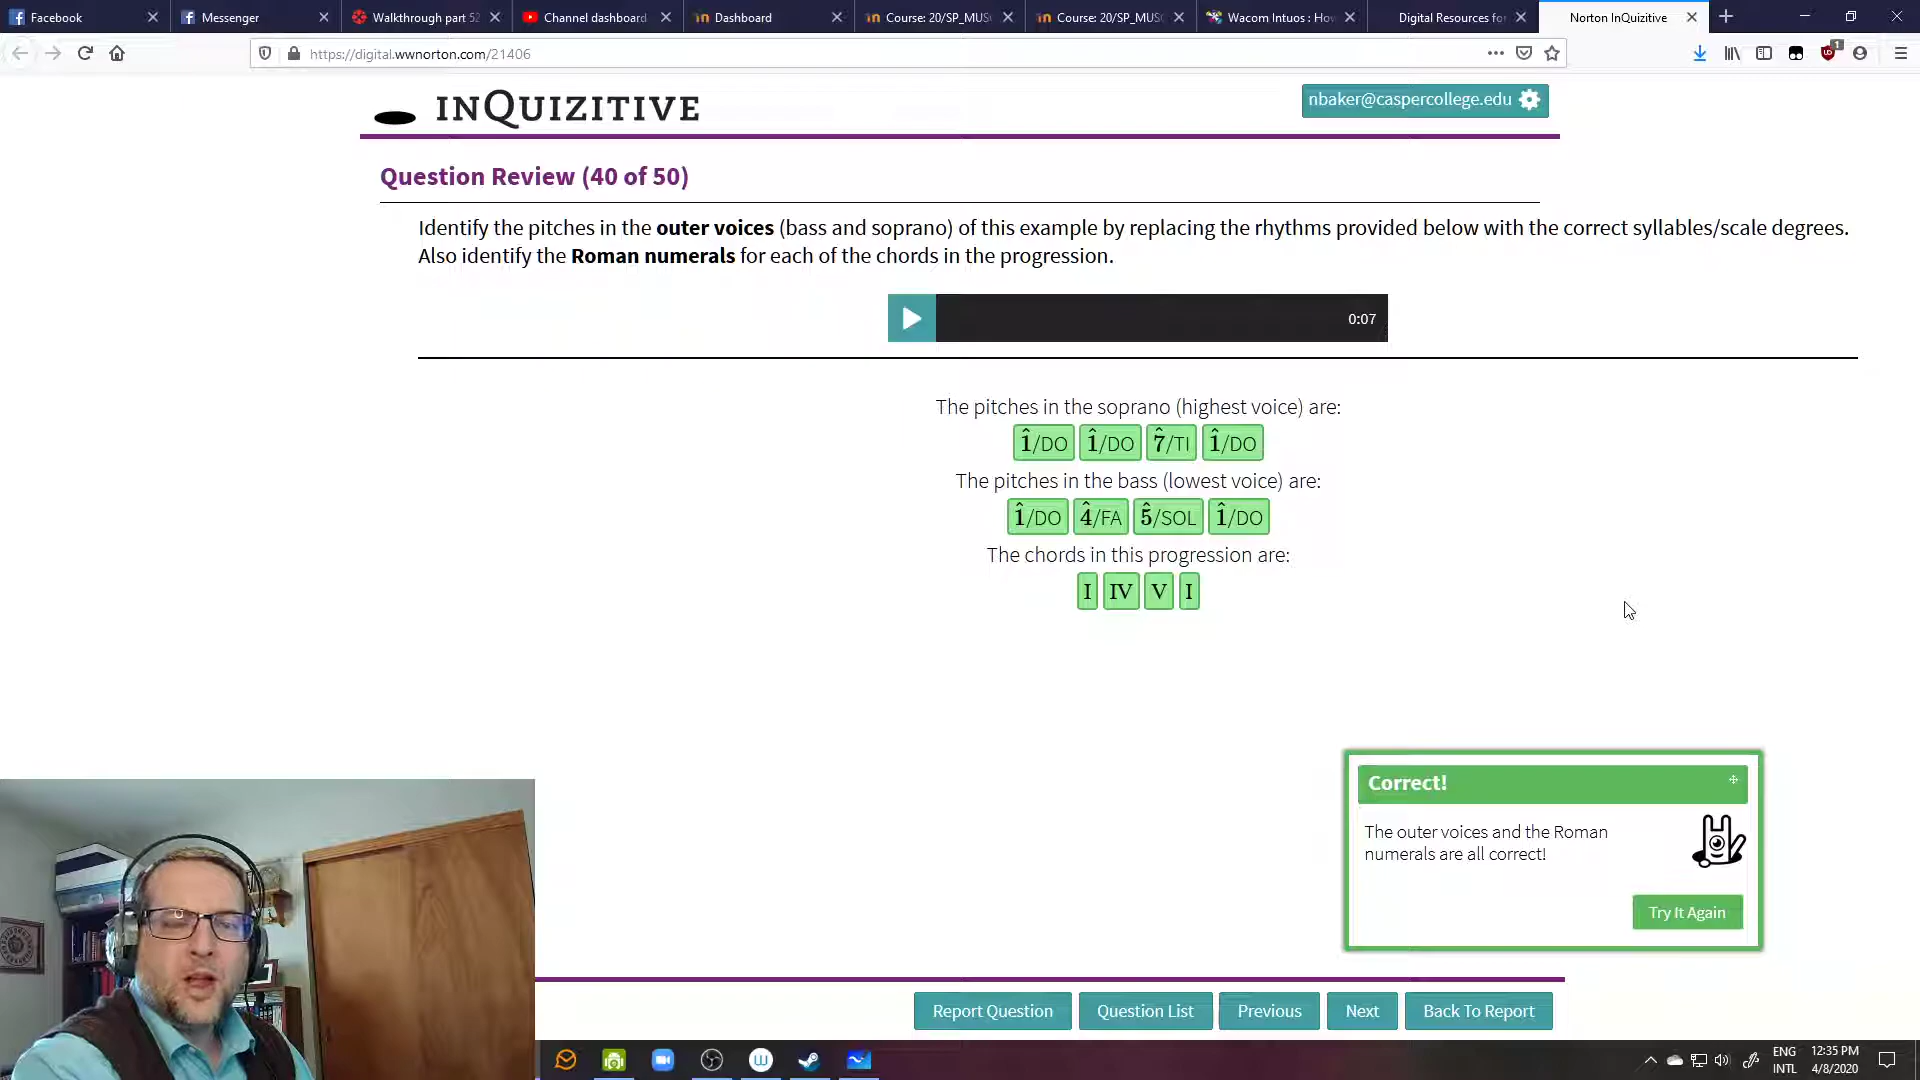 Facebook
Messenger
Walkthrough part 52
Channel dashboard
Dashboard
Course: 20/SP_MUS
Course: 20/SP_MUSC
Wacom Intuos : Ho
Digital Resources fo
Norton InQuizitive
https://digital.wwnorton.com/21406
1
INQUIZITIVE
nbaker@caspercollege.edu
Question Review (40 of 50)
Identify the pitches in the outer voices (bass and soprano) of this example by replacing the rhythms provided below with the correct syllables/scale degrees.
Also identify the Roman numerals for each of the chords in the progression.
0:07
The pitches in the soprano (highest voice) are:
1̂/DO 1̂/DO 7̂/TI 1̂/DO
The pitches in the bass (lowest voice) are:
1̂/DO 4̂/FA 5̂/SOL 1̂/DO
The chords in this progression are:
I IV V I
Correct!
The outer voices and the Roman
numerals are all correct!
Try It Again
Report Question
Question List
Previous
Next
Back To Report
ENG
INTL
12:35 PM
4/8/2020